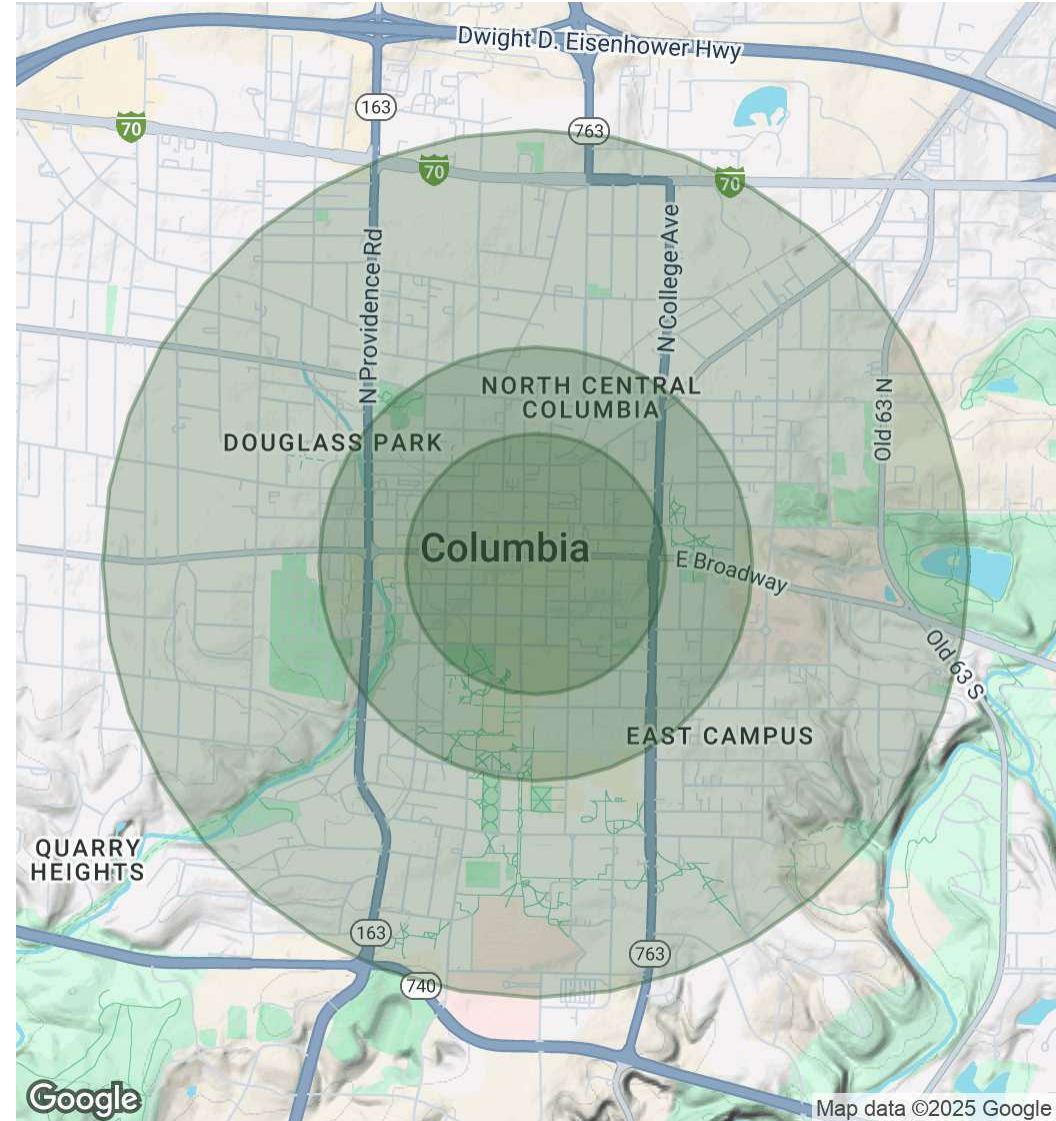 Dwight D. Eisenhower Hwy
163
763
70
70
70
N Providence Rd
N College Ave
NORTH CENTRAL
COLUMBIA
DOUGLASS PARK
Old 63 N
Columbia
E Broadway
Old 63 S
EAST CAMPUS
QUARRY
HEIGHTS
163
763
740
Google
Map data ©2025 Google